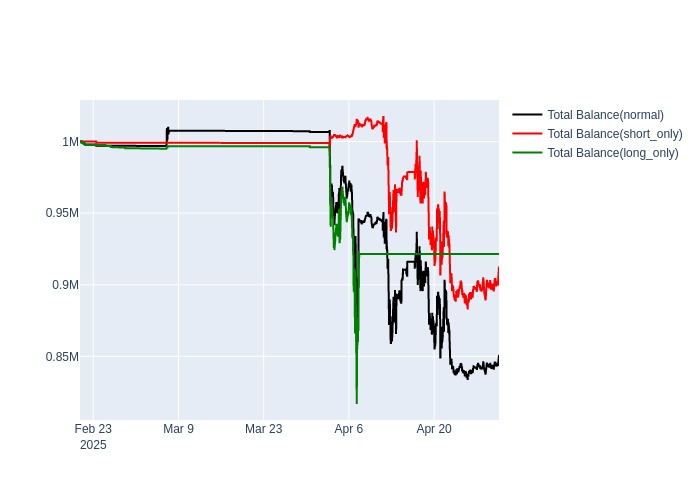 Total Balance(normal)
Total Balance(short_only)
Total Balance(long_only)
1M
0.95M
0.9M
0.85M
Feb 23
2025
Mar 9
Mar 23
Apr 6
Apr 20